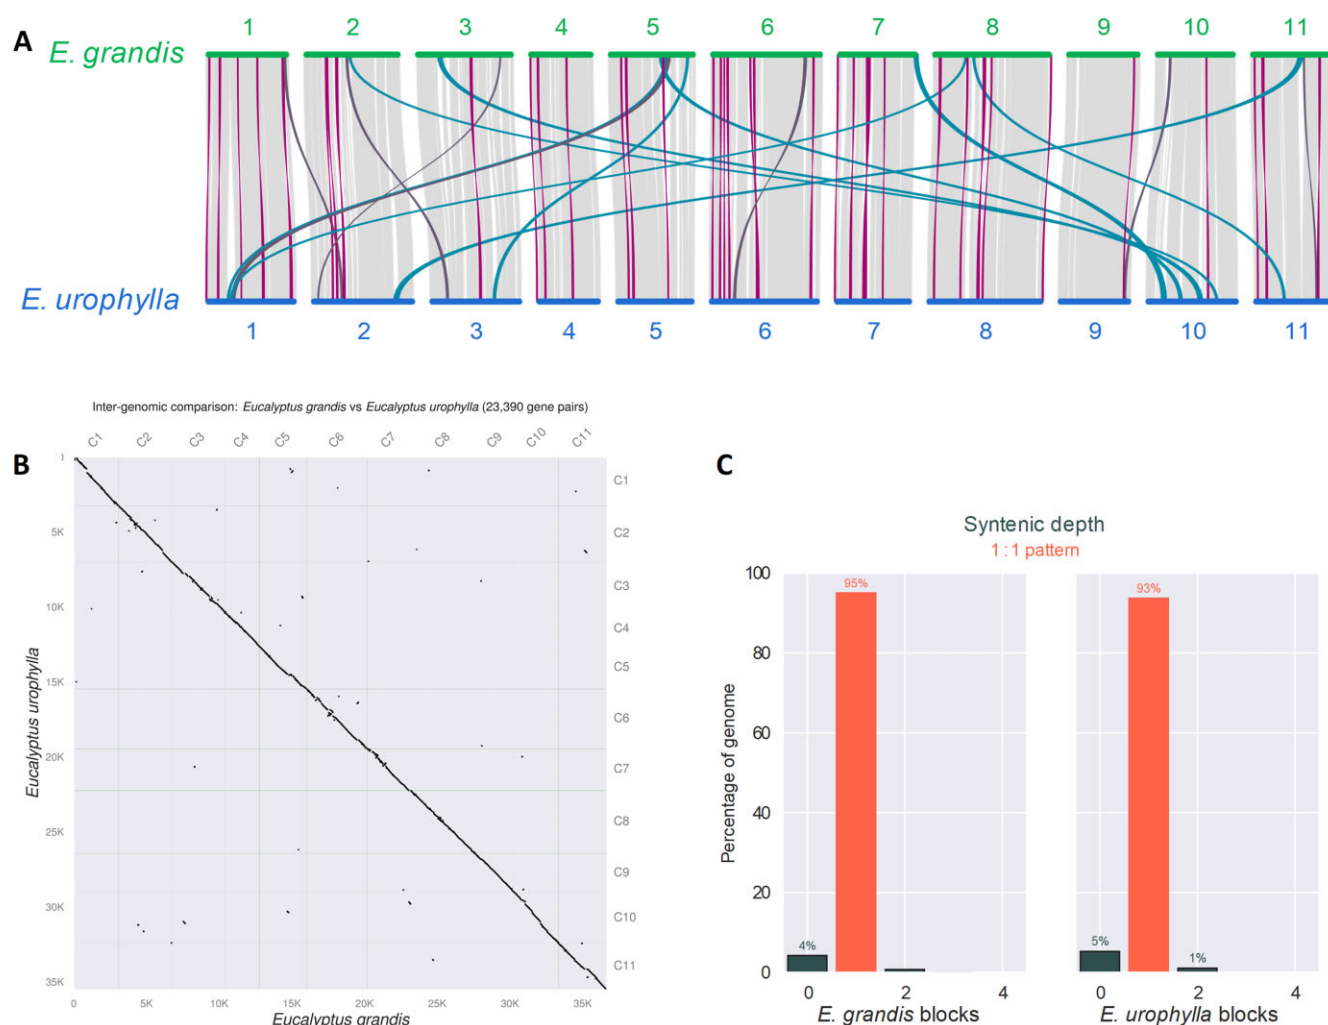 A
1 2 3 4 5 6 7 8 9 10 11
E. grandis
E. urophylla
1 2 3 4 5 6 7 8 9 10 11
Inter-genomic comparison: Eucalyptus grandis vs Eucalyptus urophylla (23,390 gene pairs)
B
C1 C2 C3 C4 C5 C6 C7 C8 C9 C10 C11
5K
10K
15K
20K
25K
30K
35K
Eucalyptus urophylla
C1
C2
C3
C4
C5
C6
C7
C8
C9
C10
C11
0 5K 10K 15K 20K 25K 30K 35K
Eucalyptus grandis
C
Syntenic depth
1 : 1 pattern
Percentage of genome
100
80
60
40
20
0
4%
95%
5%
93%
1%
0 2 4
E. grandis blocks
0 2 4
E. urophylla blocks